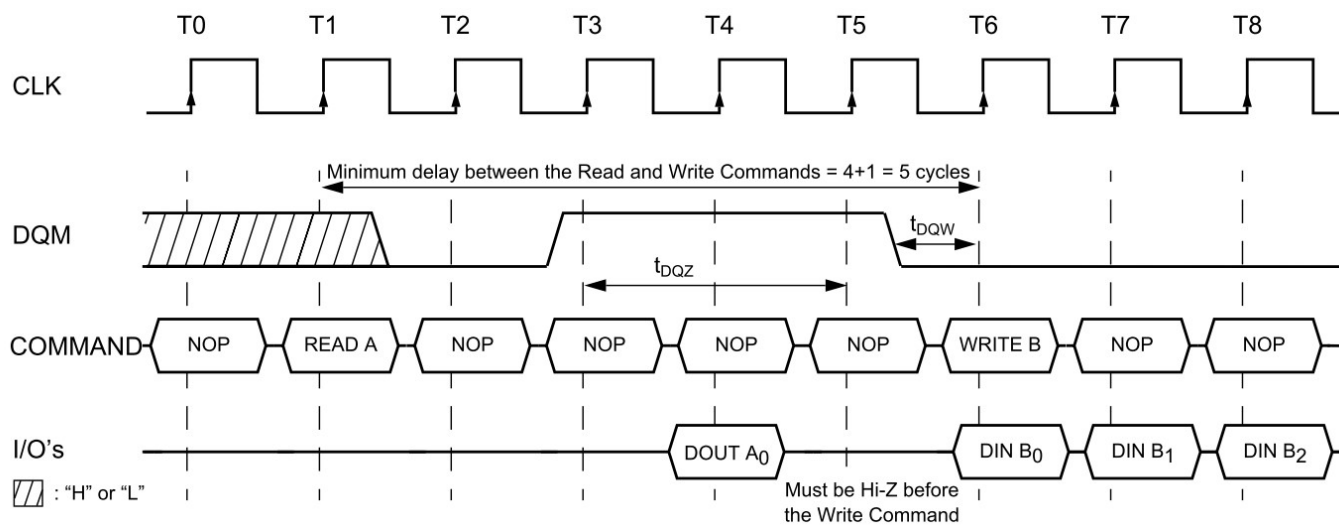 T0 T1 T2 T3 T4 T5 T6 T7 T8
CLK
Minimum delay between the Read and Write Commands = 4+1 = 5 cycles
DQM
tDQW
tDQZ
COMMAND NOP READ A NOP NOP NOP NOP WRITE B NOP NOP
I/O's DOUT A0 DIN B0 DIN B1 DIN B2
: “H” or “L”
Must be Hi-Z before
the Write Command